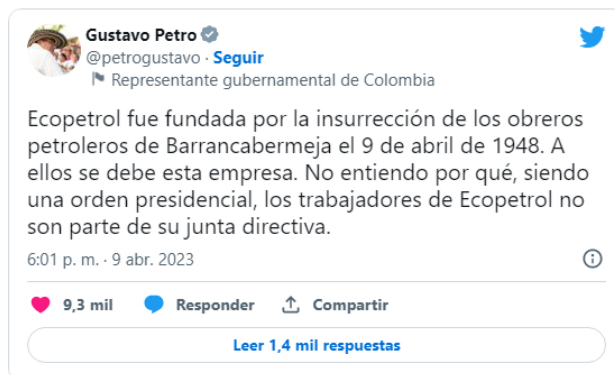 Gustavo Petro
@petrogustavo · Seguir
Representante gubernamental de Colombia
Ecopetrol fue fundada por la insurrección de los obreros
petroleros de Barrancabermeja el 9 de abril de 1948. A
ellos se debe esta empresa. No entiendo por qué, siendo
una orden presidencial, los trabajadores de Ecopetrol no
son parte de su junta directiva.
6:01 p. m. · 9 abr. 2023
9,3 mil Responder Compartir
Leer 1,4 mil respuestas